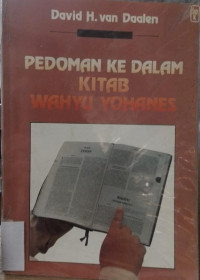 David H. van Daalen
PEDOMAN KE DALAM
KITAB
WAHYU YOHANES